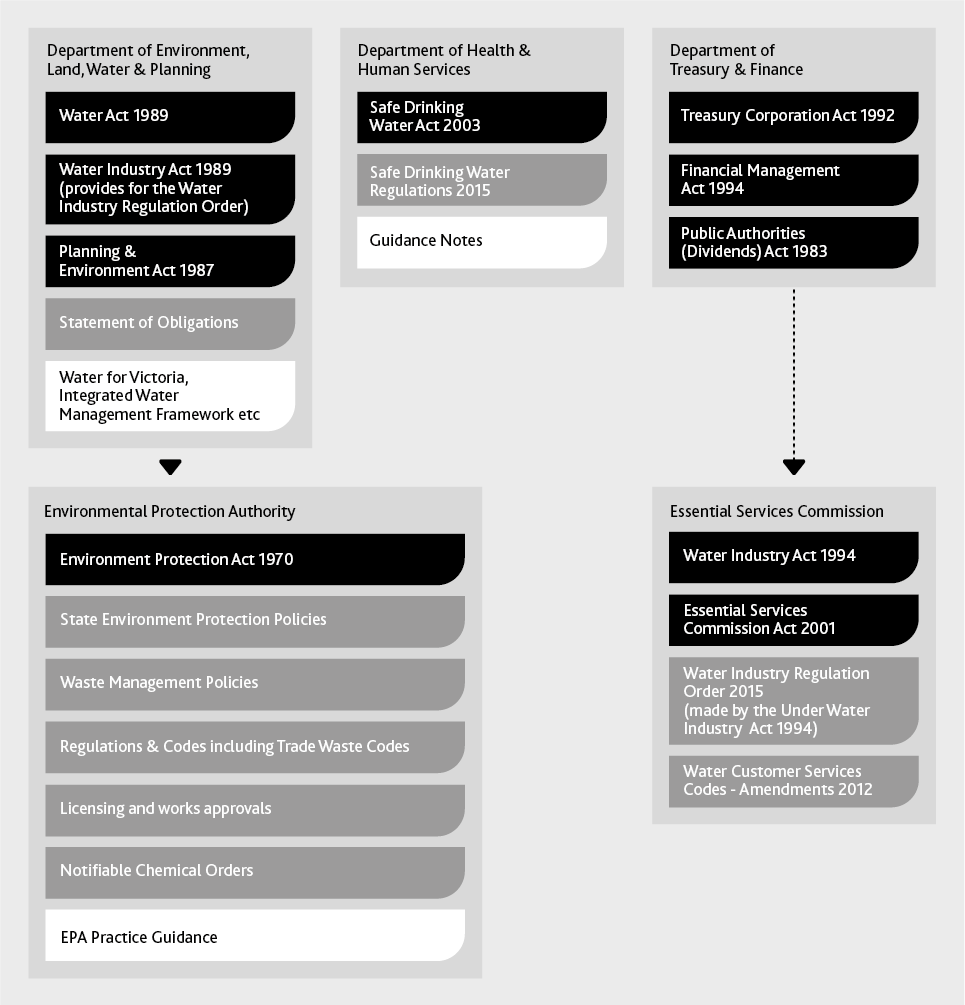 Department of Environment,
Land, Water & Planning
Water Act 1989
Water Industry Act 1989
(provides for the Water
Industry Regulation Order)
Planning &
Environment Act 1987
Statement of Obligations
Water for Victoria,
Integrated Water
Management Framework etc
Department of Health &
Human Services
Safe Drinking
Water Act 2003
Safe Drinking Water
Regulations 2015
Guidance Notes
Department of
Treasury & Finance
Treasury Corporation Act 1992
Financial Management
Act 1994
Public Authorities
(Dividends) Act 1983
Environmental Protection Authority
Environment Protection Act 1970
State Environment Protection Policies
Waste Management Policies
Regulations & Codes including Trade Waste Codes
Licensing and works approvals
Notifiable Chemical Orders
EPA Practice Guidance
Essential Services Commission
Water Industry Act 1994
Essential Services
Commission Act 2001
Water Industry Regulation
Order 2015
(made by the Under Water
Industry Act 1994)
Water Customer Services
Codes - Amendments 2012